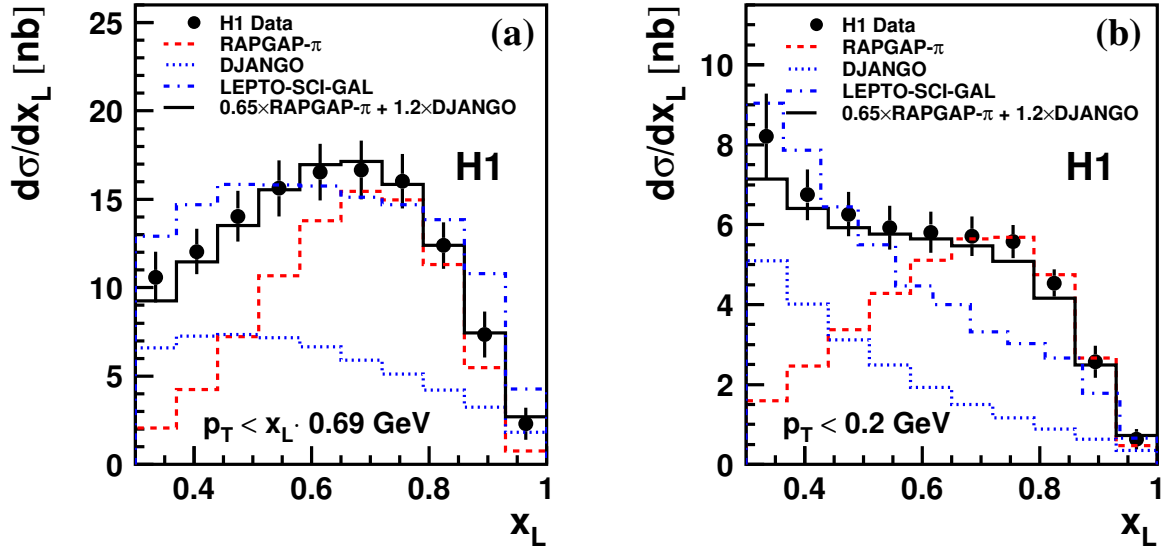 dσ/dx_L [nb]
25
20
15
10
5
0
H1 Data
RAPGAP-π
DJANGO
LEPTO-SCI-GAL
0.65×RAPGAP-π + 1.2×DJANGO
(a)
H1
p_T < x_L· 0.69 GeV
0.4
0.6
0.8
1
x_L
dσ/dx_L [nb]
10
8
6
4
2
0
H1 Data
RAPGAP-π
DJANGO
LEPTO-SCI-GAL
0.65×RAPGAP-π + 1.2×DJANGO
(b)
H1
p_T < 0.2 GeV
0.4
0.6
0.8
1
x_L